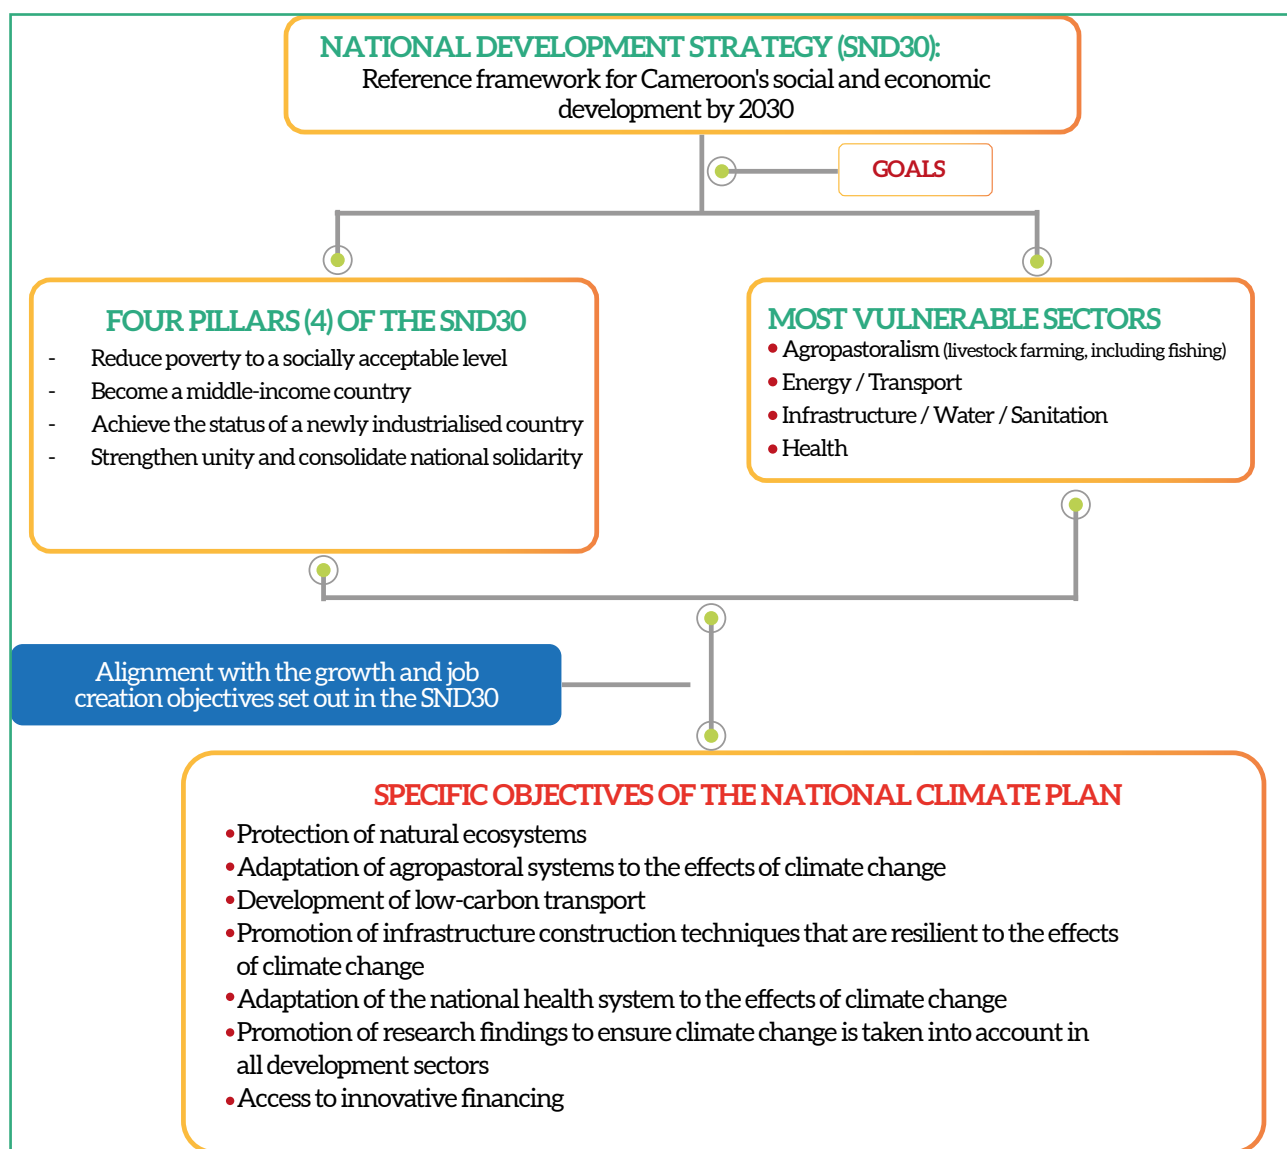 NATIONAL DEVELOPMENT STRATEGY (SND30):
Reference framework for Cameroon's social and economic
development by 2030
GOALS
FOUR PILLARS (4) OF THE SND30
- Reduce poverty to a socially acceptable level
- Become a middle-income country
- Achieve the status of a newly industrialised country
- Strengthen unity and consolidate national solidarity
MOST VULNERABLE SECTORS
• Agropastoralism (livestock farming, including fishing)
• Energy / Transport
• Infrastructure / Water / Sanitation
• Health
Alignment with the growth and job
creation objectives set out in the SND30
SPECIFIC OBJECTIVES OF THE NATIONAL CLIMATE PLAN
• Protection of natural ecosystems
• Adaptation of agropastoral systems to the effects of climate change
• Development of low-carbon transport
• Promotion of infrastructure construction techniques that are resilient to the effects
of climate change
• Adaptation of the national health system to the effects of climate change
• Promotion of research findings to ensure climate change is taken into account in
all development sectors
• Access to innovative financing